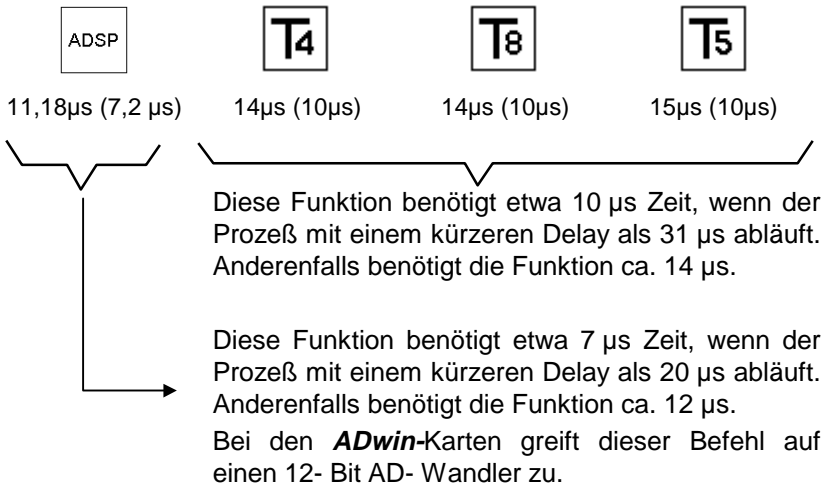 ADSP T4 T8 T5
11,18µs (7,2 µs) 14µs (10µs) 14µs (10µs) 15µs (10µs)
Diese Funktion benötigt etwa 10 µs Zeit, wenn der
Prozeß mit einem kürzeren Delay als 31 µs abläuft.
Anderenfalls benötigt die Funktion ca. 14 µs.
Diese Funktion benötigt etwa 7 µs Zeit, wenn der
Prozeß mit einem kürzeren Delay als 20 µs abläuft.
Anderenfalls benötigt die Funktion ca. 12 µs.
Bei den ADwin-Karten greift dieser Befehl auf
einen 12- Bit AD- Wandler zu.